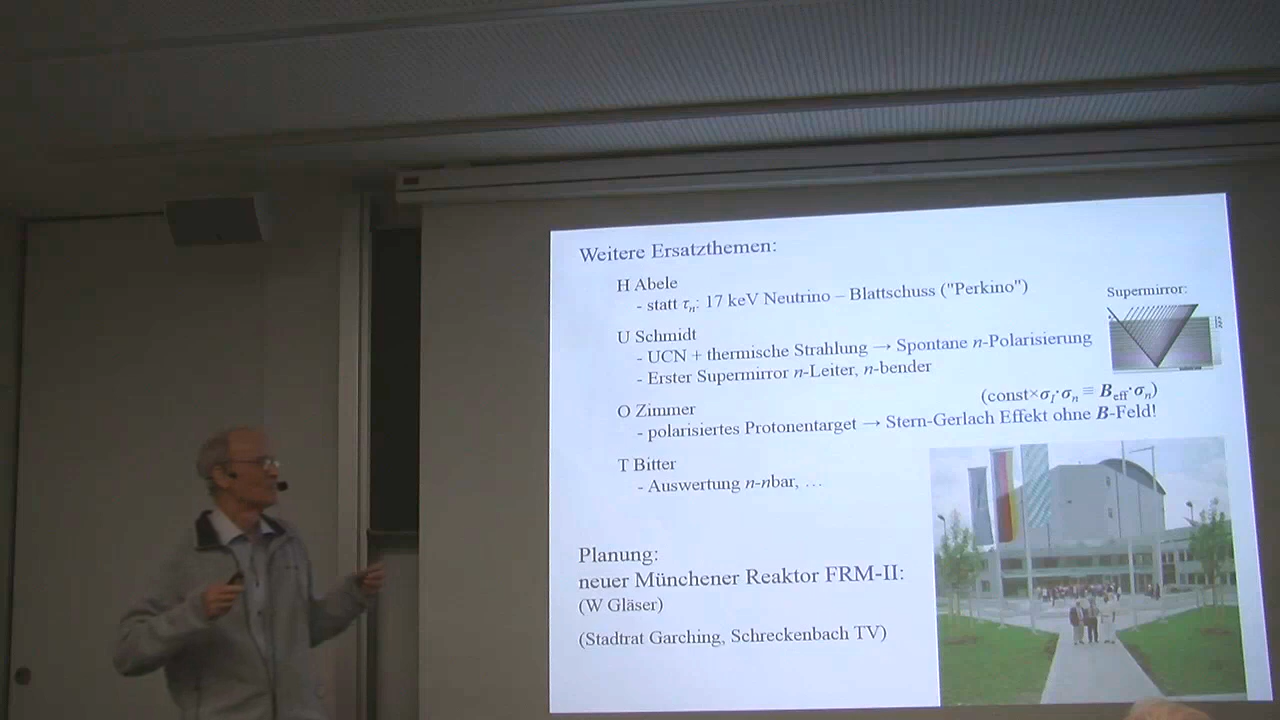 Weitere Ersatzthemen:
H Abele
- statt τₙ: 17 keV Neutrino – Blattschuss ("Perkino")
Supermirror:
U Schmidt
- UCN + thermische Strahlung → Spontane n-Polarisierung
- Erster Supermirror n-Leiter, n-bender
(const×σ_I·σₙ ≡ B_eff·σₙ)
O Zimmer
- polarisiertes Protonentarget → Stern-Gerlach Effekt ohne B-Feld!
T Bitter
- Auswertung n-nbar, …
Planung:
neuer Münchener Reaktor FRM-II:
(W Gläser)
(Stadtrat Garching, Schreckenbach TV)